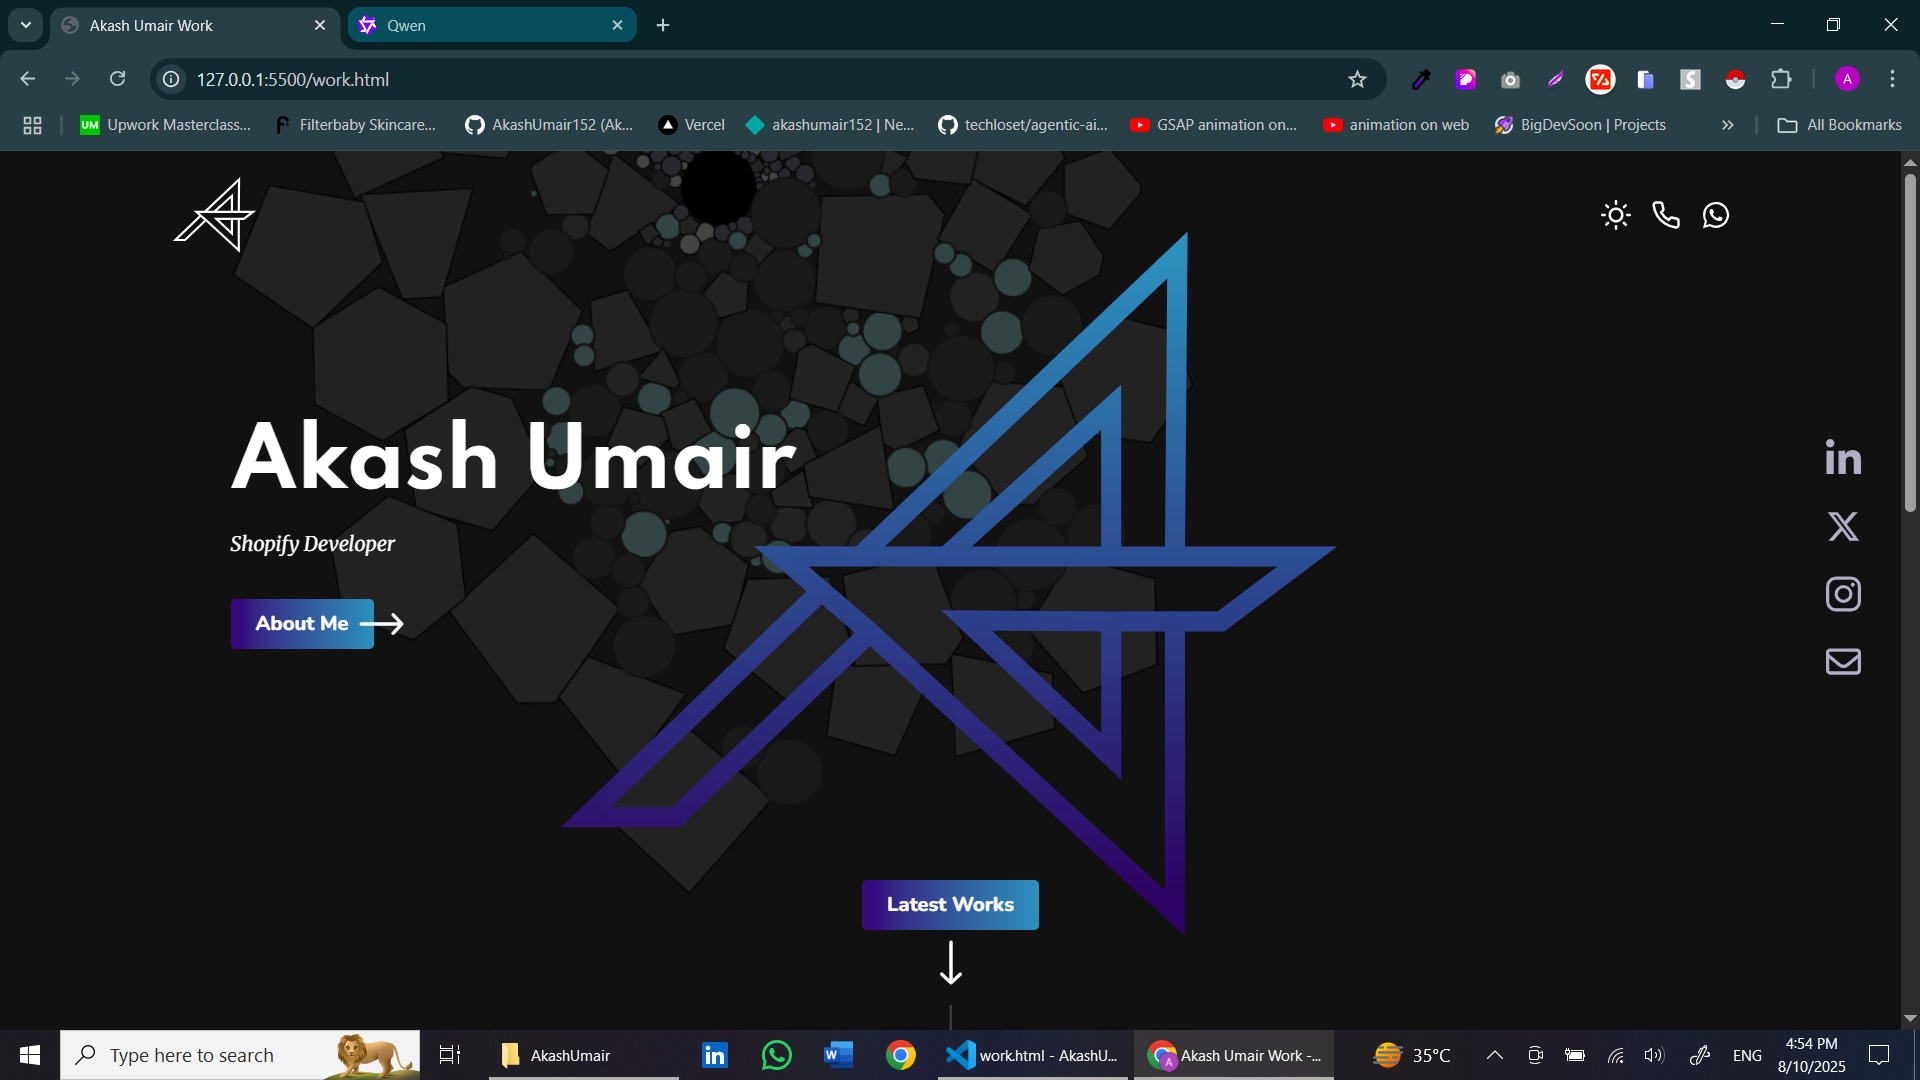 Akash Umair Work
Qwen
127.0.0.1:5500/work.html
A
UM
Upwork Masterclass...
Filterbaby Skincare...
AkashUmair152 (Ak...
Vercel
akashumair152 | Ne...
techloset/agentic-ai...
GSAP animation on...
animation on web
BigDevSoon | Projects
All Bookmarks
Akash Umair
Shopify Developer
About Me
in
Latest Works
Type here to search
AkashUmair
in
W
work.html - AkashU...
A
Akash Umair Work -...
35°C
ENG
4:54 PM
8/10/2025